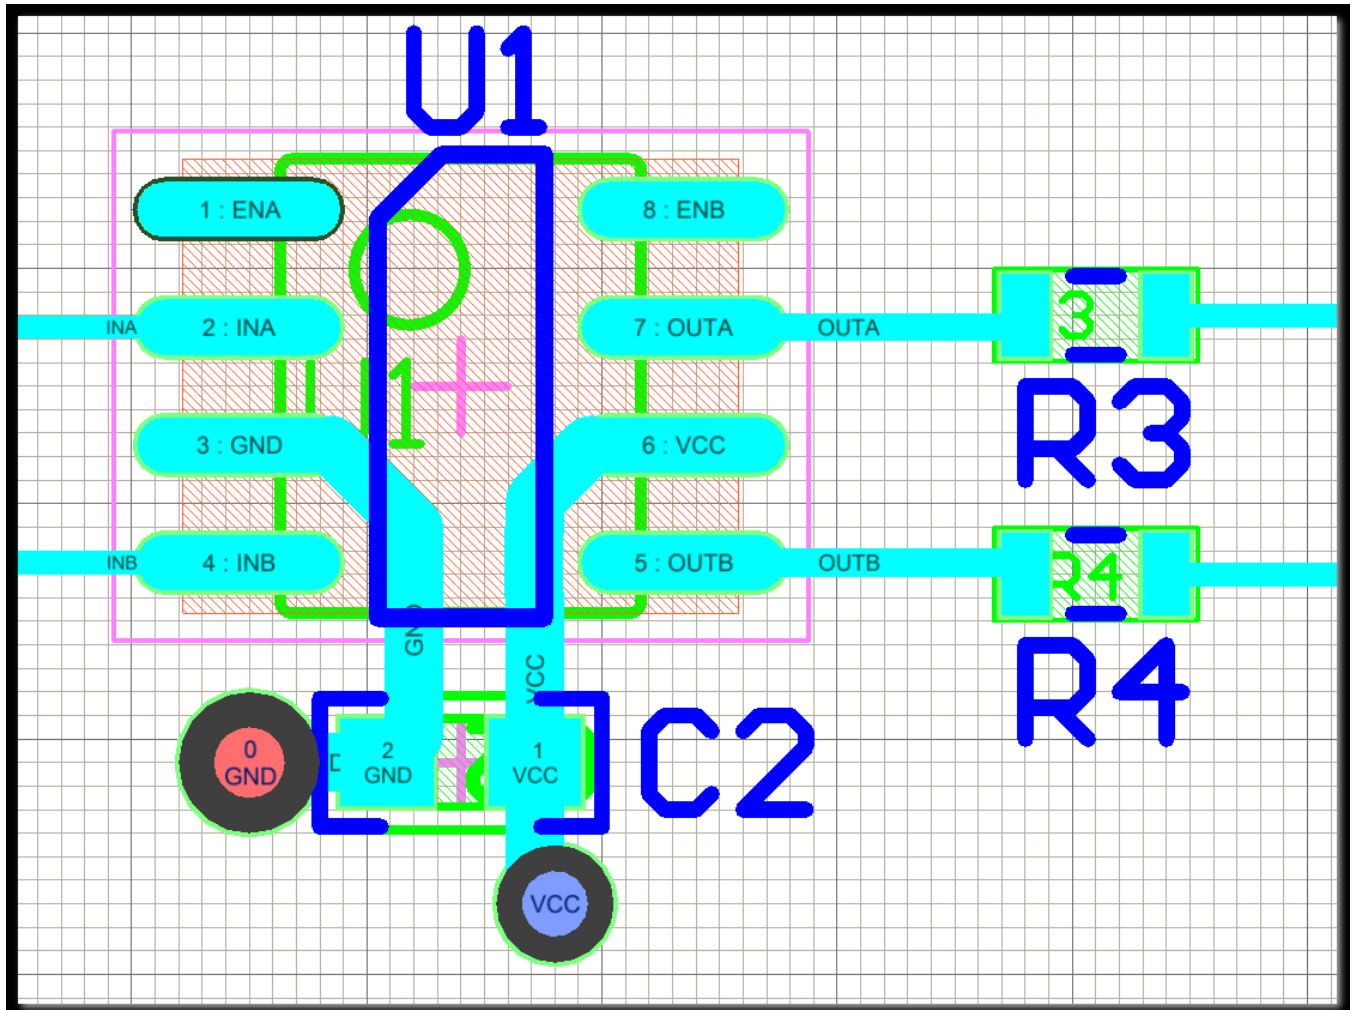 U1
1 : ENA
8 : ENB
INA
2 : INA
7 : OUTA
OUTA
3
R3
U1
3 : GND
6 : VCC
INB
4 : INB
5 : OUTB
OUTB
R4
R4
GND
VCC
0
GND
D
2
GND
1
VCC
C2
VCC